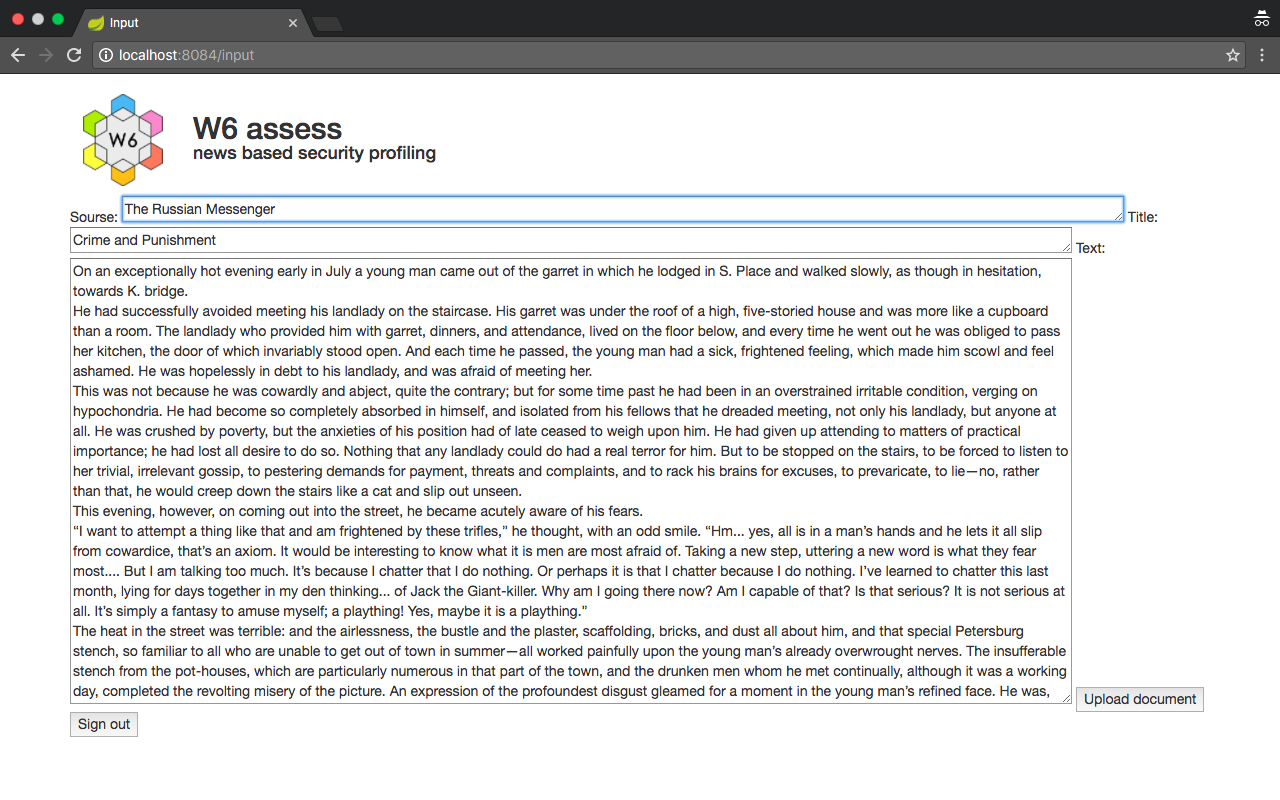 Input
localhost:8084/input
W6
W6 assess
news based security profiling
Sourse: The Russian Messenger Title:
Crime and Punishment Text:
On an exceptionally hot evening early in July a young man came out of the garret in which he lodged in S. Place and walked slowly, as though in hesitation,
towards K. bridge.
He had successfully avoided meeting his landlady on the staircase. His garret was under the roof of a high, five-storied house and was more like a cupboard
than a room. The landlady who provided him with garret, dinners, and attendance, lived on the floor below, and every time he went out he was obliged to pass
her kitchen, the door of which invariably stood open. And each time he passed, the young man had a sick, frightened feeling, which made him scowl and feel
ashamed. He was hopelessly in debt to his landlady, and was afraid of meeting her.
This was not because he was cowardly and abject, quite the contrary; but for some time past he had been in an overstrained irritable condition, verging on
hypochondria. He had become so completely absorbed in himself, and isolated from his fellows that he dreaded meeting, not only his landlady, but anyone at
all. He was crushed by poverty, but the anxieties of his position had of late ceased to weigh upon him. He had given up attending to matters of practical
importance; he had lost all desire to do so. Nothing that any landlady could do had a real terror for him. But to be stopped on the stairs, to be forced to listen to
her trivial, irrelevant gossip, to pestering demands for payment, threats and complaints, and to rack his brains for excuses, to prevaricate, to lie—no, rather
than that, he would creep down the stairs like a cat and slip out unseen.
This evening, however, on coming out into the street, he became acutely aware of his fears.
“I want to attempt a thing like that and am frightened by these trifles,” he thought, with an odd smile. “Hm... yes, all is in a man’s hands and he lets it all slip
from cowardice, that’s an axiom. It would be interesting to know what it is men are most afraid of. Taking a new step, uttering a new word is what they fear
most.... But I am talking too much. It’s because I chatter that I do nothing. Or perhaps it is that I chatter because I do nothing. I’ve learned to chatter this last
month, lying for days together in my den thinking... of Jack the Giant-killer. Why am I going there now? Am I capable of that? Is that serious? It is not serious at
all. It’s simply a fantasy to amuse myself; a plaything! Yes, maybe it is a plaything.”
The heat in the street was terrible: and the airlessness, the bustle and the plaster, scaffolding, bricks, and dust all about him, and that special Petersburg
stench, so familiar to all who are unable to get out of town in summer—all worked painfully upon the young man’s already overwrought nerves. The insufferable
stench from the pot-houses, which are particularly numerous in that part of the town, and the drunken men whom he met continually, although it was a working
day, completed the revolting misery of the picture. An expression of the profoundest disgust gleamed for a moment in the young man’s refined face. He was,
Upload document
Sign out